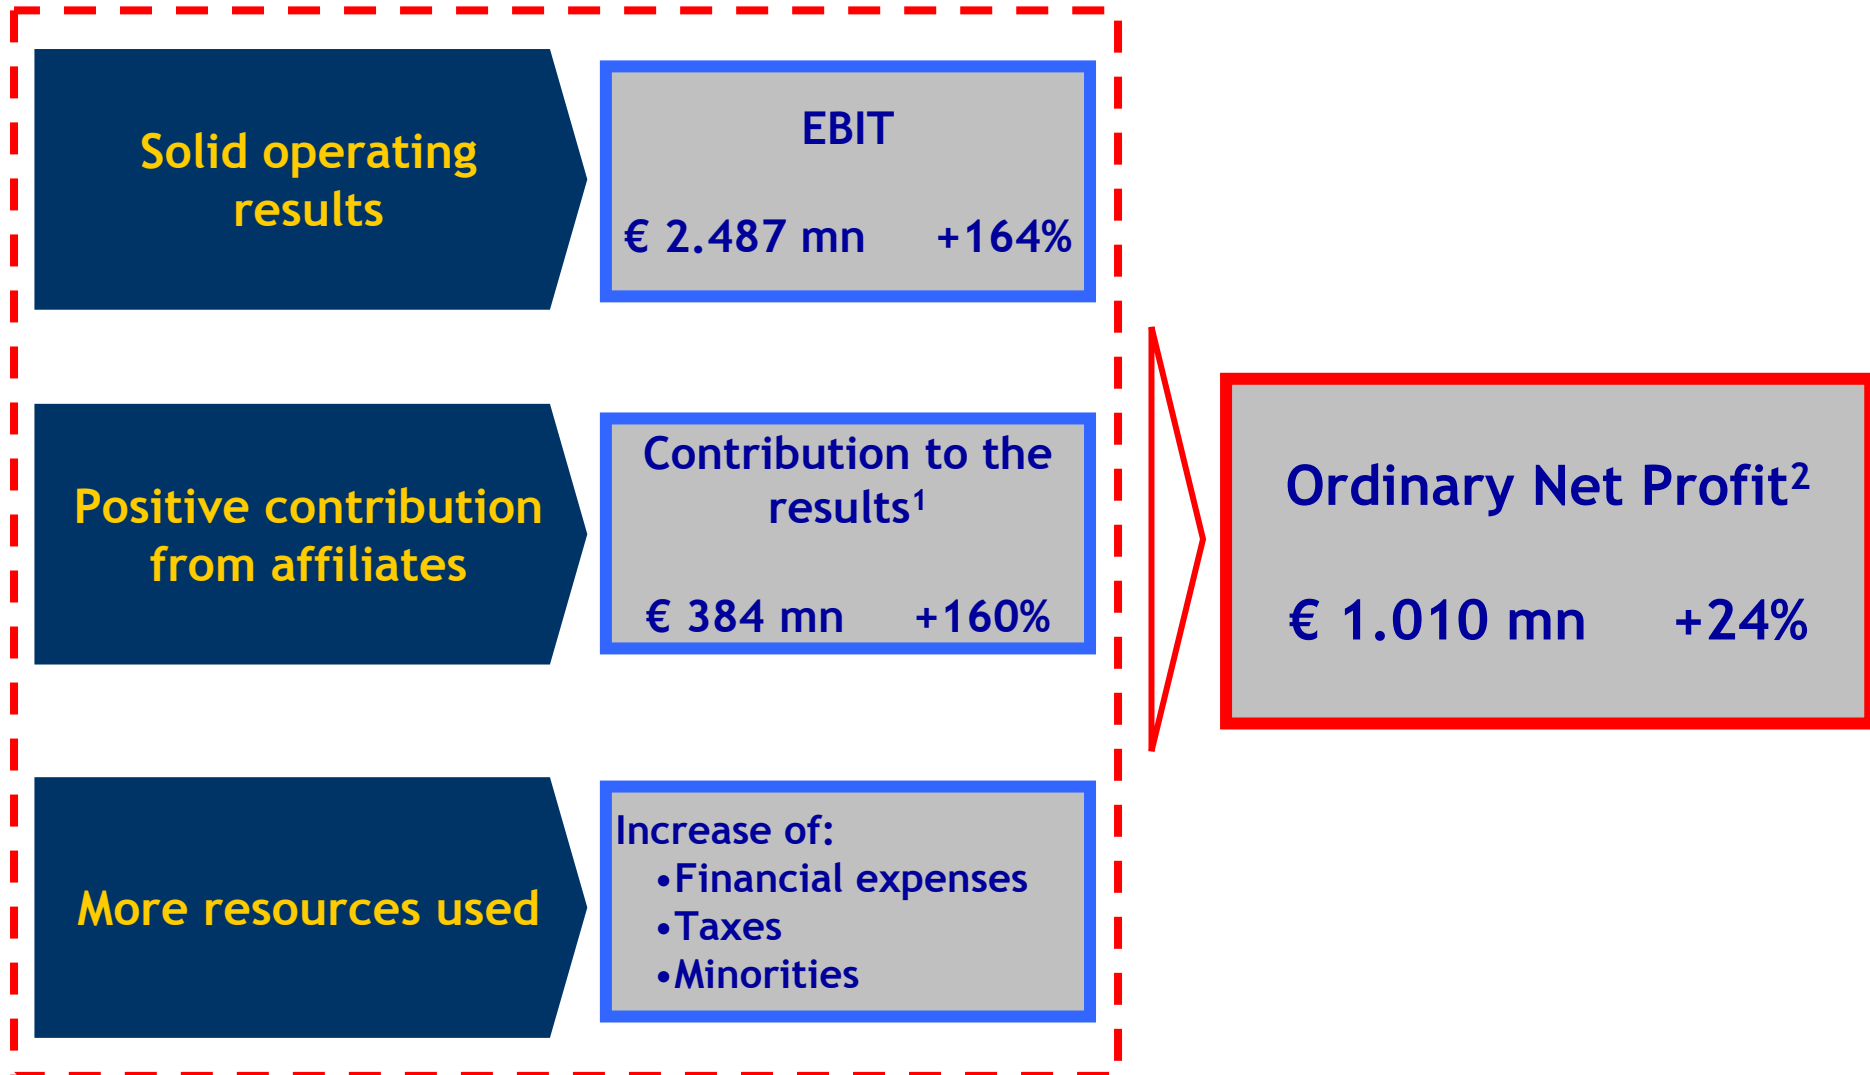 Solid operating
results
EBIT
€ 2.487 mn +164%
Positive contribution
from affiliates
Contribution to the
results¹
€ 384 mn +160%
More resources used
Increase of:
•Financial expenses
•Taxes
•Minorities
Ordinary Net Profit²
€ 1.010 mn +24%